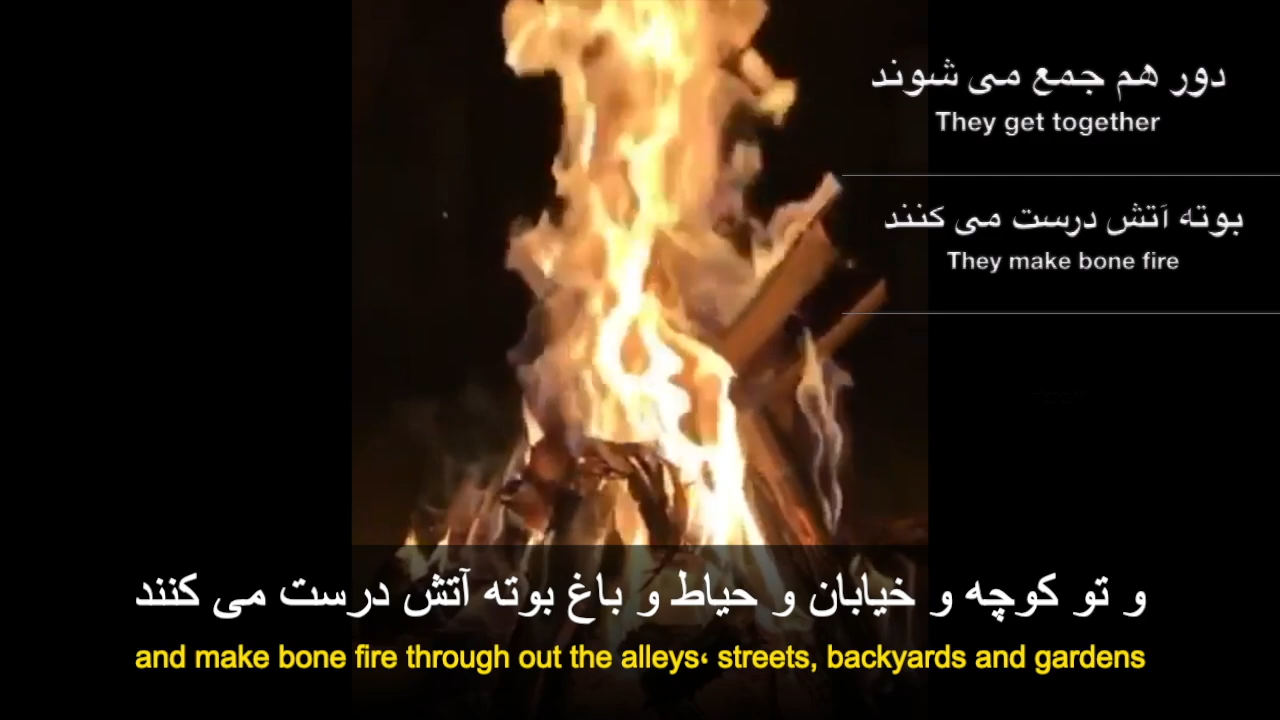 دور هم جمع می شوند
They get together
بوته آتش درست می کنند
They make bone fire
و تو کوچه و خیابان و حیاط و باغ بوته آتش درست می کنند
and make bone fire through out the alleys، streets, backyards and gardens